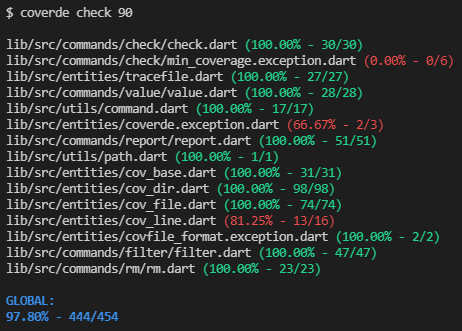 $ coverde check 90
lib/src/commands/check/check.dart (100.00% - 30/30)
lib/src/commands/check/min_coverage.exception.dart (0.00% - 0/6)
lib/src/entities/tracefile.dart (100.00% - 27/27)
lib/src/commands/value/value.dart (100.00% - 28/28)
lib/src/utils/command.dart (100.00% - 17/17)
lib/src/entities/coverde.exception.dart (66.67% - 2/3)
lib/src/commands/report/report.dart (100.00% - 51/51)
lib/src/utils/path.dart (100.00% - 1/1)
lib/src/entities/cov_base.dart (100.00% - 31/31)
lib/src/entities/cov_dir.dart (100.00% - 98/98)
lib/src/entities/cov_file.dart (100.00% - 74/74)
lib/src/entities/cov_line.dart (81.25% - 13/16)
lib/src/entities/covfile_format.exception.dart (100.00% - 2/2)
lib/src/commands/filter/filter.dart (100.00% - 47/47)
lib/src/commands/rm/rm.dart (100.00% - 23/23)
GLOBAL:
97.80% - 444/454